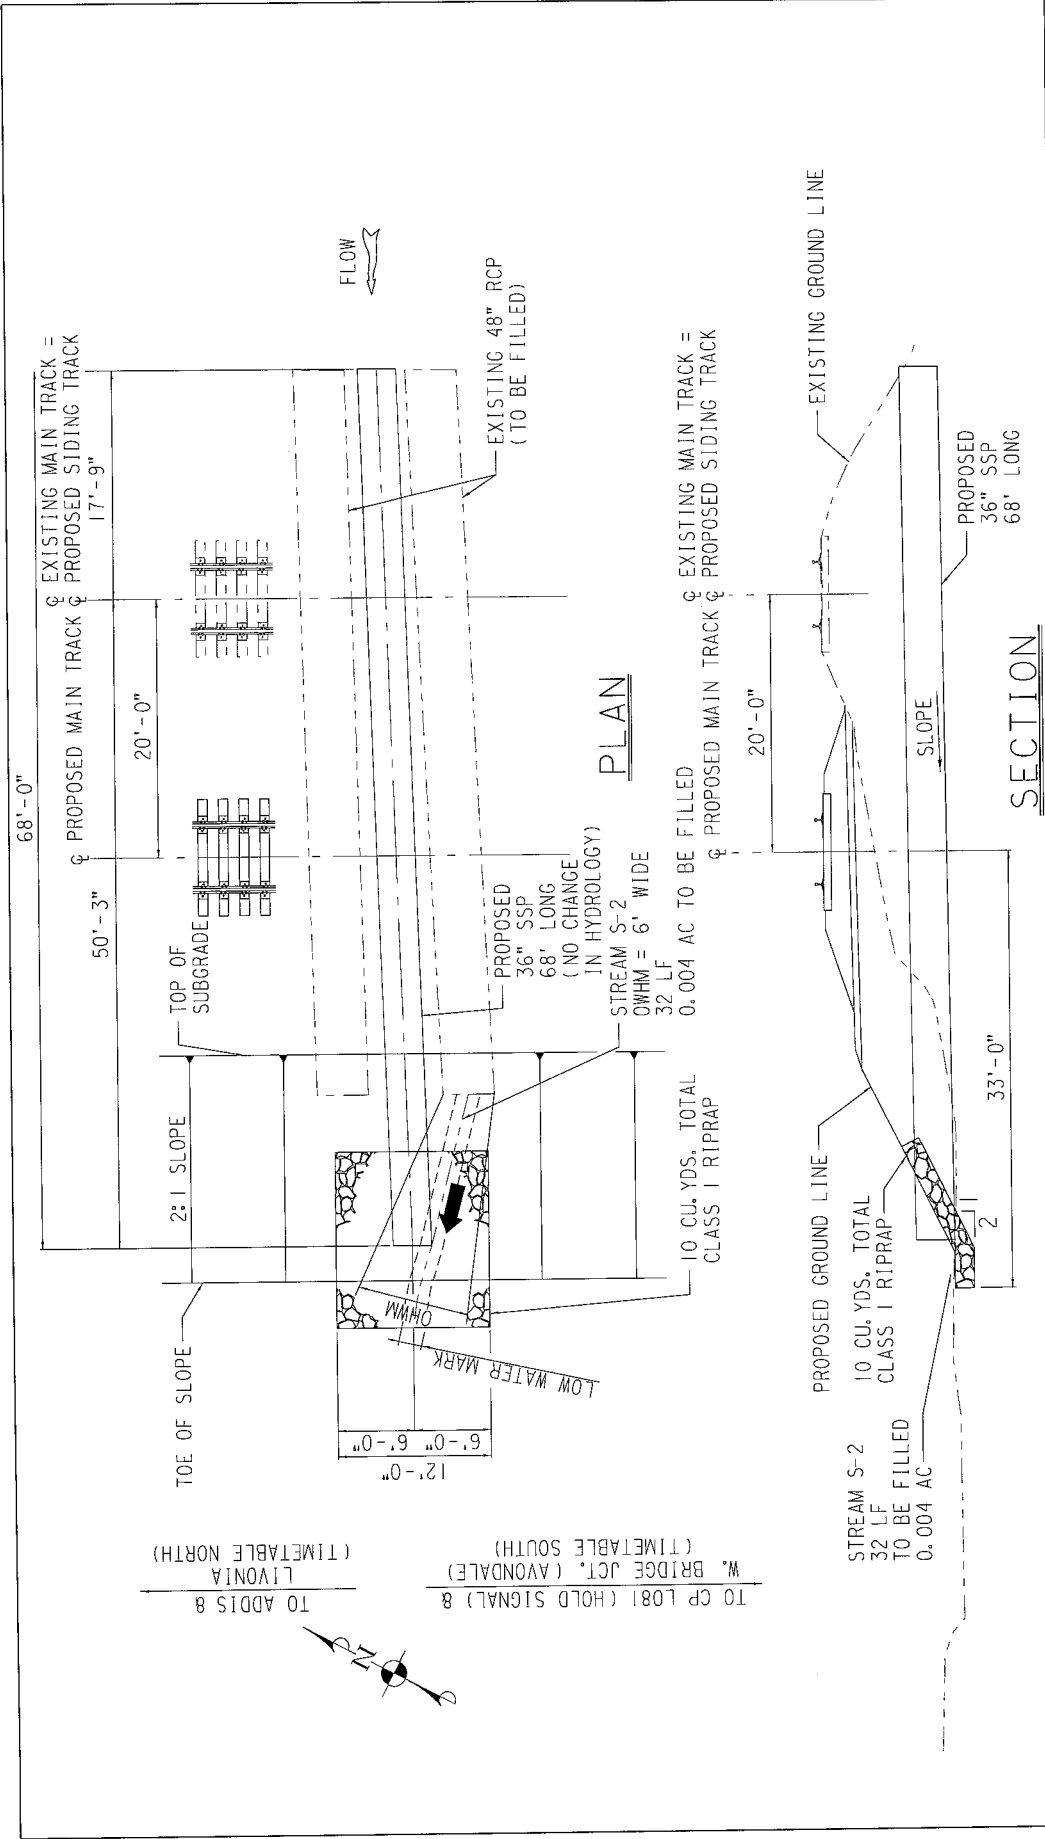 68'-0"
℄ EXISTING MAIN TRACK =
℄ PROPOSED MAIN TRACK
PROPOSED SIDING TRACK
50'-3"
17'-9"
20'-0"
TOP OF
SUBGRADE
2:1 SLOPE
TOE OF SLOPE
FLOW
EXISTING 48" RCP
(TO BE FILLED)
PROPOSED
36" SSP
68' LONG
(NO CHANGE
IN HYDROLOGY)
STREAM S-2
OWHM = 6' WIDE
32 LF
0.004 AC TO BE FILLED
10 CU.YDS. TOTAL
CLASS 1 RIPRAP
OHWM
LOW WATER MARK
6'-0"
6'-0"
12'-0"
PLAN
TO ADDIS &
LIVONIA
(TIMETABLE NORTH)
TO CP L081 (HOLD SIGNAL) &
W. BRIDGE JCT. (AVONDALE)
(TIMETABLE SOUTH)
N
℄ EXISTING MAIN TRACK =
℄ PROPOSED MAIN TRACK
PROPOSED SIDING TRACK
20'-0"
EXISTING GROUND LINE
PROPOSED GROUND LINE
10 CU.YDS. TOTAL
CLASS 1 RIPRAP
STREAM S-2
32 LF
TO BE FILLED
0.004 AC
1
2
33'-0"
SLOPE
PROPOSED
36" SSP
68' LONG
SECTION